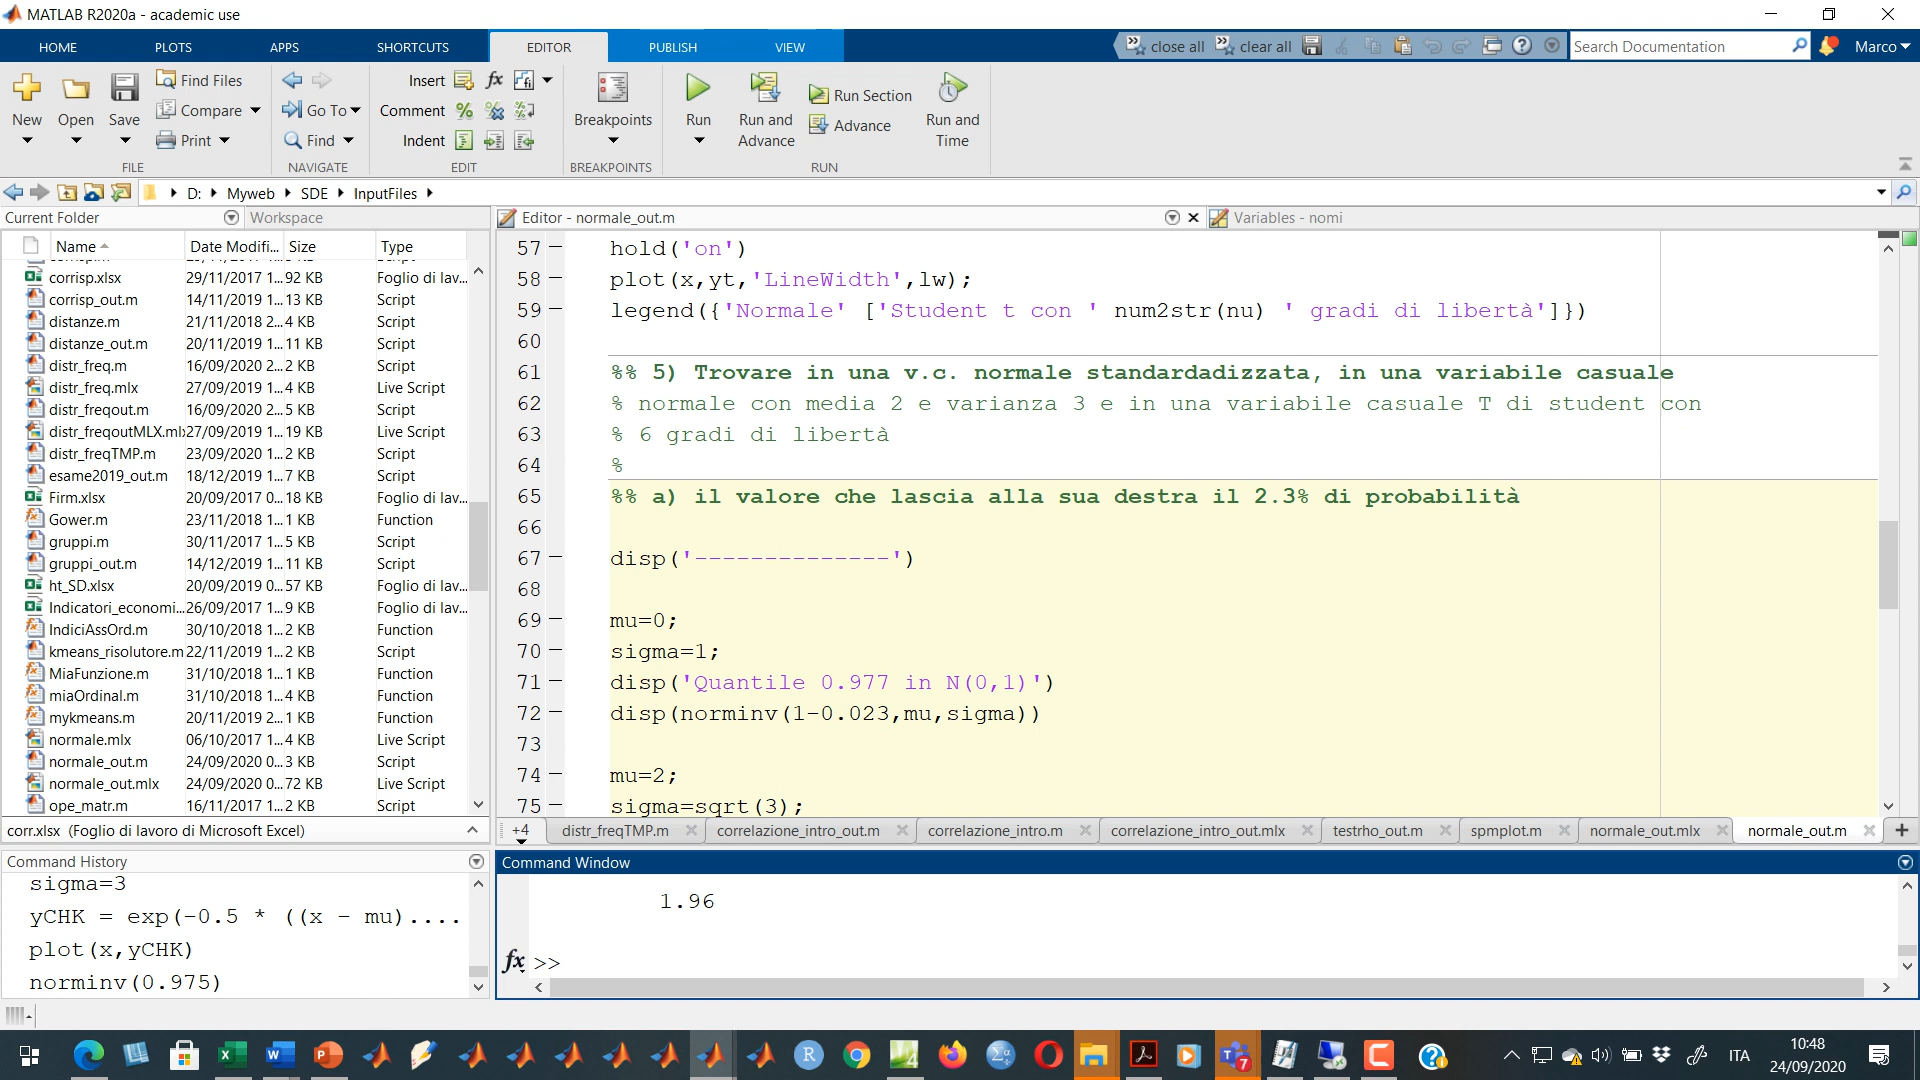 MATLAB R2020a - academic use
HOME PLOTS APPS SHORTCUTS EDITOR PUBLISH VIEW close all clear all Search Documentation Marco
New Open Save Find Files Compare Print Go To Find Insert Comment Indent Breakpoints Run Run and Advance Run Section Advance Run and Time
FILE NAVIGATE EDIT BREAKPOINTS RUN
D: Myweb SDE InputFiles
Current Folder Workspace
Name Date Modifi... Size Type
corrisp.xlsx 29/11/2017 1... 92 KB Foglio di lav...
corrisp_out.m 14/11/2019 1... 13 KB Script
distanze.m 21/11/2018 2... 4 KB Script
distanze_out.m 20/11/2019 1... 11 KB Script
distr_freq.m 16/09/2020 2... 2 KB Script
distr_freq.mlx 27/09/2019 1... 4 KB Live Script
distr_freqout.m 16/09/2020 2... 5 KB Script
distr_freqoutMLX.ml 27/09/2019 1... 19 KB Live Script
distr_freqTMP.m 23/09/2020 1... 2 KB Script
esame2019_out.m 18/12/2019 1... 7 KB Script
Firm.xlsx 20/09/2017 0... 18 KB Foglio di lav...
Gower.m 23/11/2018 1... 1 KB Function
gruppi.m 30/11/2017 1... 5 KB Script
gruppi_out.m 14/12/2019 1... 11 KB Script
ht_SD.xlsx 20/09/2019 0... 57 KB Foglio di lav...
Indicatori_economi... 26/09/2017 1... 9 KB Foglio di lav...
IndiciAssOrd.m 30/10/2018 1... 2 KB Function
kmeans_risolutore.m 22/11/2019 1... 2 KB Script
MiaFunzione.m 31/10/2018 1... 1 KB Function
miaOrdinal.m 31/10/2018 1... 4 KB Function
mykmeans.m 20/11/2019 2... 1 KB Function
normale.mlx 06/10/2017 1... 4 KB Live Script
normale_out.m 24/09/2020 0... 3 KB Script
normale_out.mlx 24/09/2020 0... 72 KB Live Script
ope_matr.m 16/11/2017 1... 2 KB Script
corr.xlsx (Foglio di lavoro di Microsoft Excel)
Command History
sigma=3
yCHK = exp(-0.5 * ((x - mu)....
plot(x,yCHK)
norminv(0.975)
Editor - normale_out.m Variables - nomi
57 hold('on')
58 plot(x,yt,'LineWidth',lw);
59 legend({'Normale' ['Student t con ' num2str(nu) ' gradi di libertà']})
60
61 %% 5) Trovare in una v.c. normale standardadizzata, in una variabile casuale
62 % normale con media 2 e varianza 3 e in una variabile casuale T di student con
63 % 6 gradi di libertà
64 %
65 %% a) il valore che lascia alla sua destra il 2.3% di probabilità
66
67 disp('--------------')
68
69 mu=0;
70 sigma=1;
71 disp('Quantile 0.977 in N(0,1)')
72 disp(norminv(1-0.023,mu,sigma))
73
74 mu=2;
75 sigma=sqrt(3);
+4 distr_freqTMP.m correlazione_intro_out.m correlazione_intro.m correlazione_intro_out.mlx testrho_out.m spmplot.m normale_out.mlx normale_out.m
Command Window
1.96
fx >>
ITA 10:48
24/09/2020